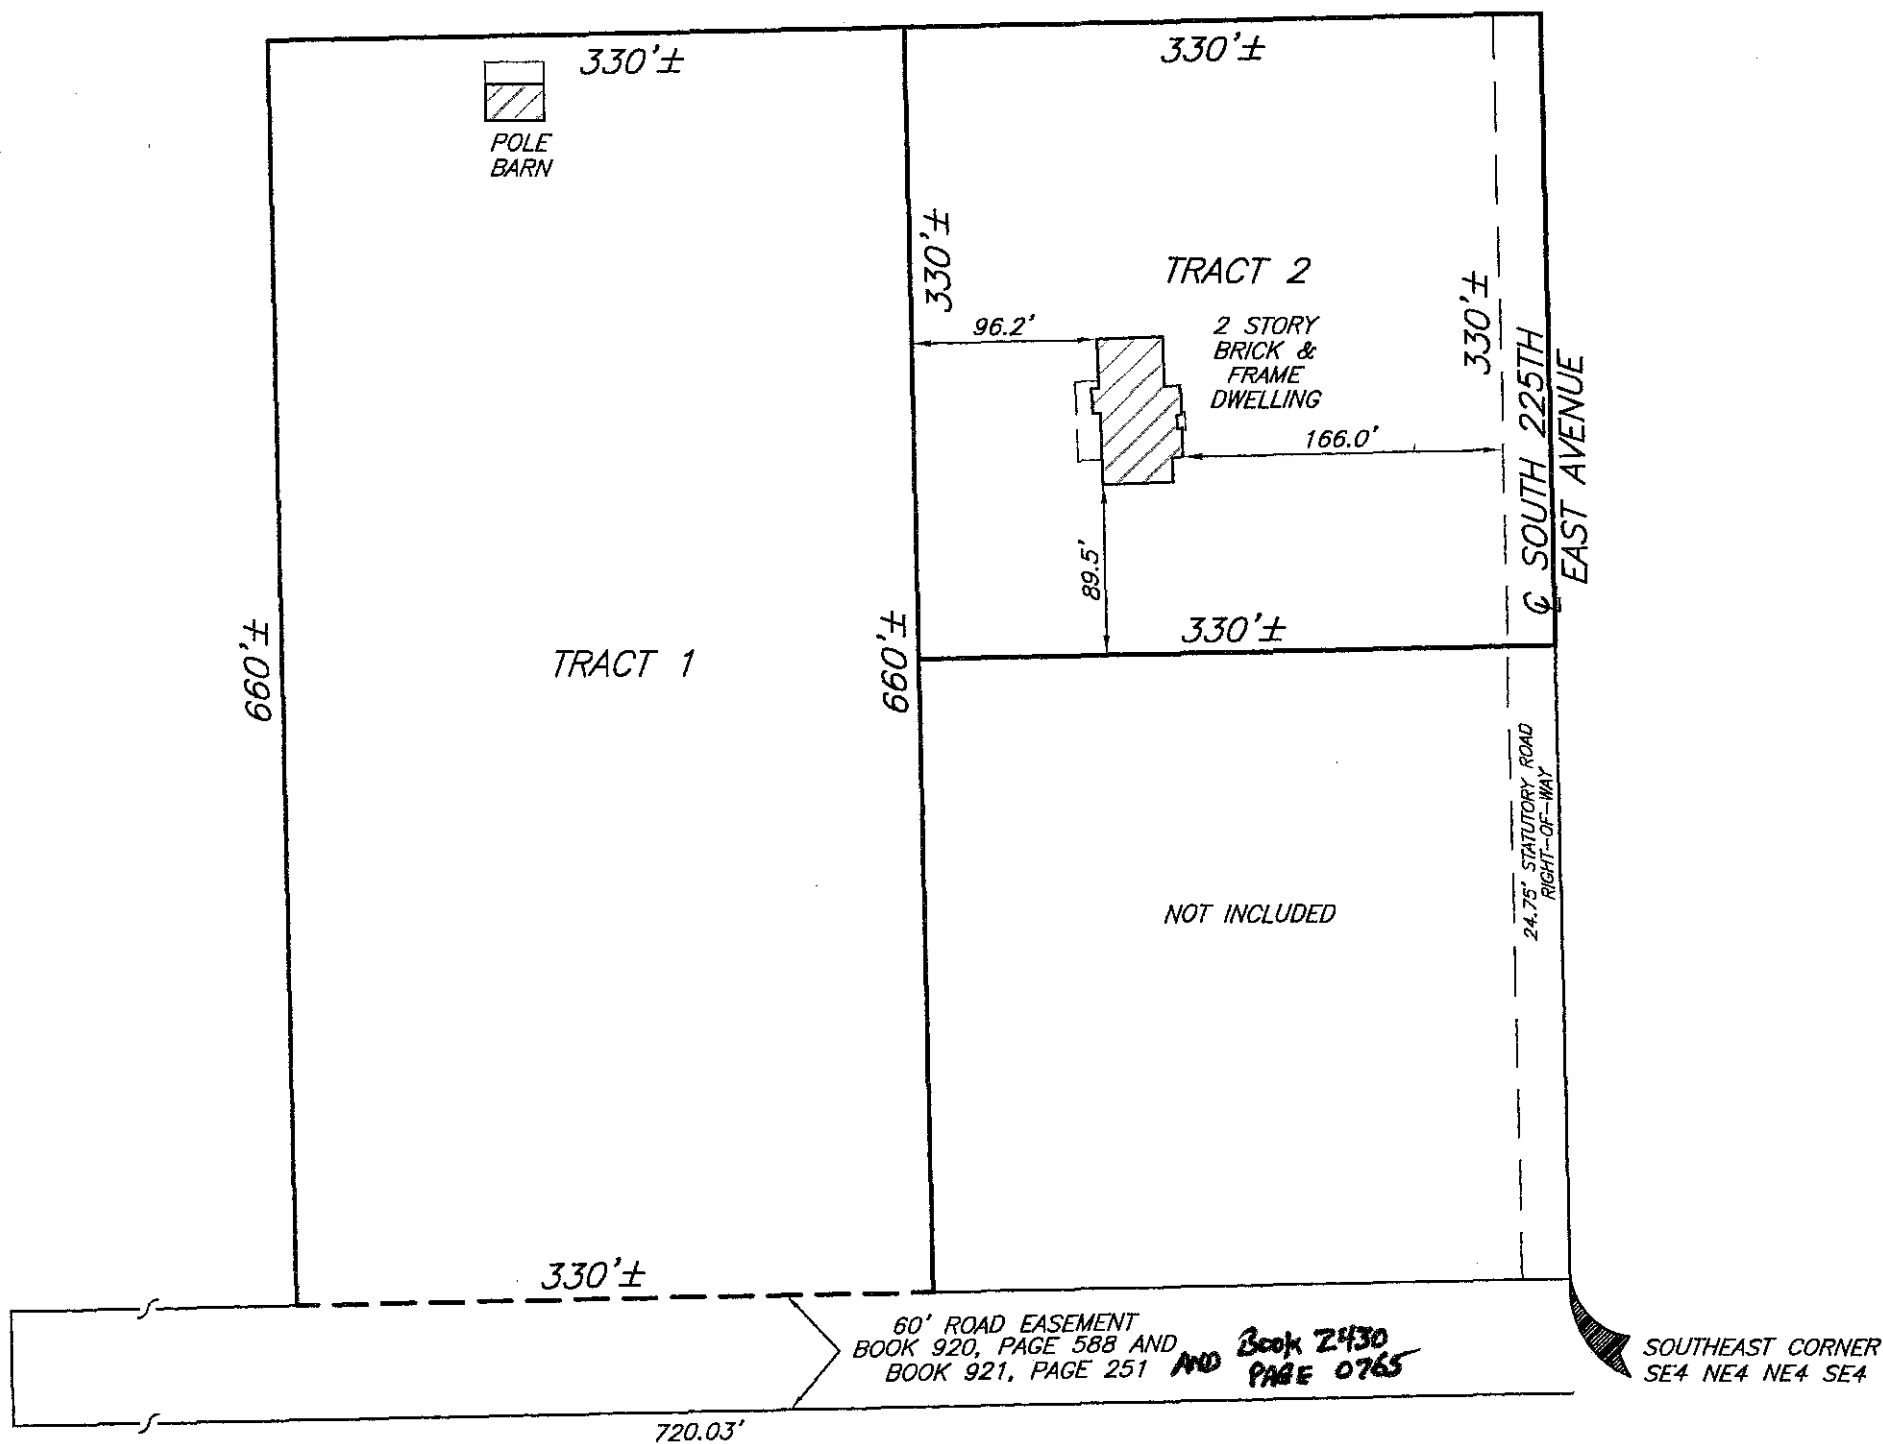 330'±
330'±
POLE
BARN
330'±
TRACT 2
96.2'
2 STORY
BRICK &
FRAME
DWELLING
330'±
166.0'
℄ SOUTH 225TH
EAST AVENUE
89.5'
330'±
660'±
TRACT 1
660'±
24.75' STATUTORY ROAD
RIGHT-OF-WAY
NOT INCLUDED
330'±
60' ROAD EASEMENT
BOOK 920, PAGE 588 AND
BOOK 921, PAGE 251
AND Book 2430
PAGE 0765
SOUTHEAST CORNER
SE4 NE4 NE4 SE4
720.03'